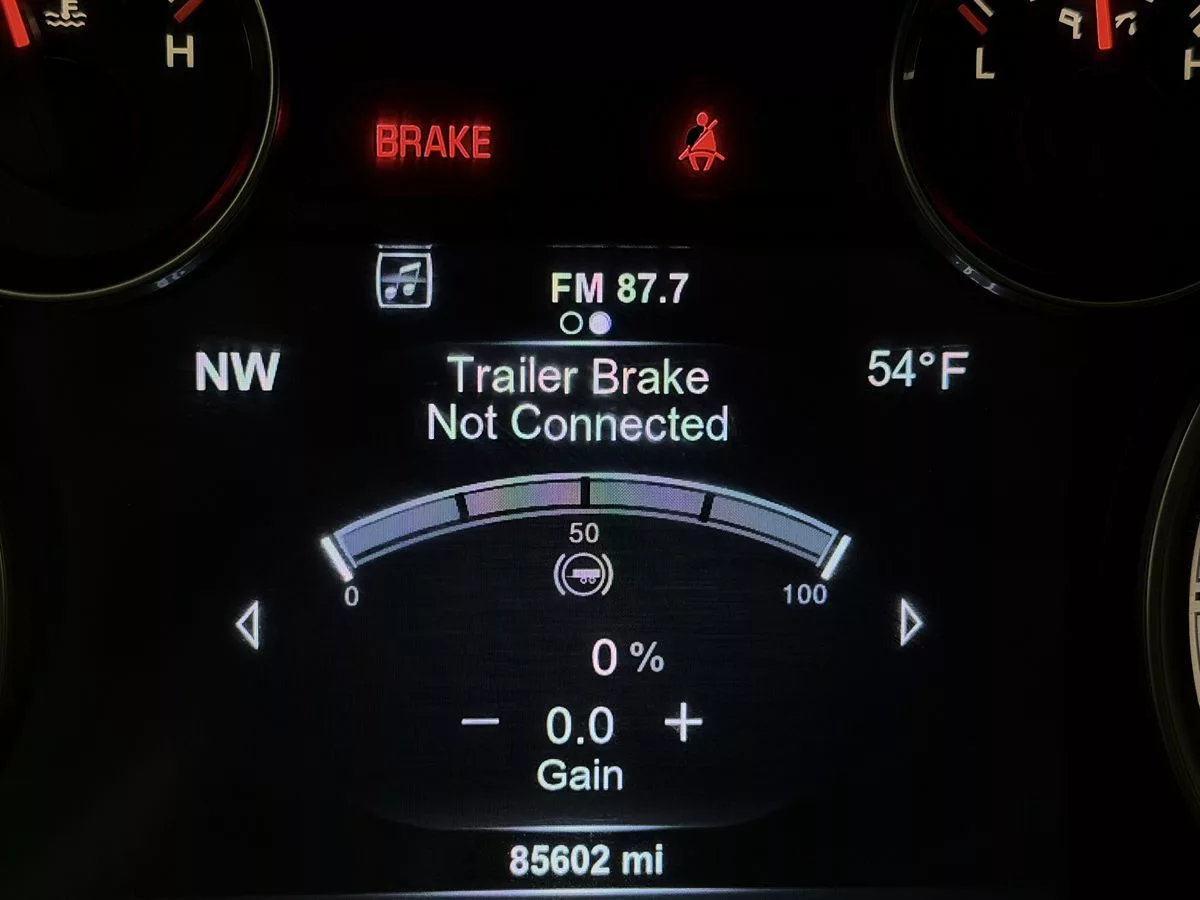 H
L
H
BRAKE
FM 87.7
NW
Trailer Brake
54°F
Not Connected
50
0
100
0 %
− 0.0 +
Gain
85602 mi